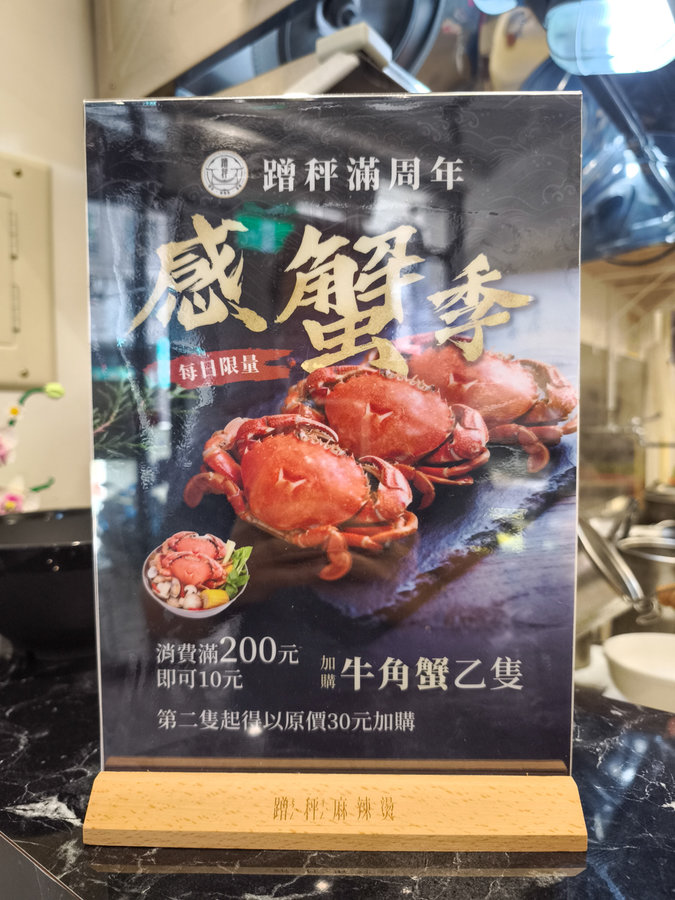 蹭秤滿周年
感蟹季
每日限量
消費滿200元
即可10元
加購
牛角蟹乙隻
第二隻起得以原價30元加購
蹭秤麻辣燙